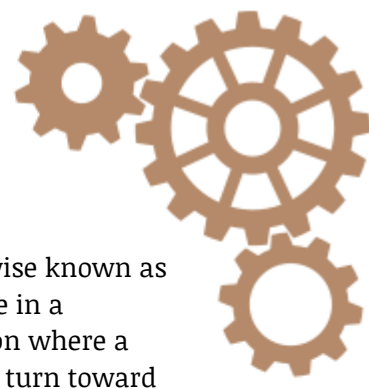 wise known as
e in a
on where a
turn toward